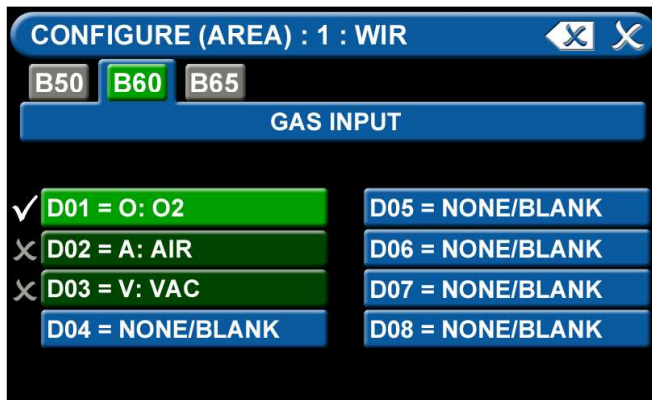 CONFIGURE (AREA) : 1 : WIR
B50 B60 B65
GAS INPUT
D01 = O: O2
D02 = A: AIR
D03 = V: VAC
D04 = NONE/BLANK
D05 = NONE/BLANK
D06 = NONE/BLANK
D07 = NONE/BLANK
D08 = NONE/BLANK